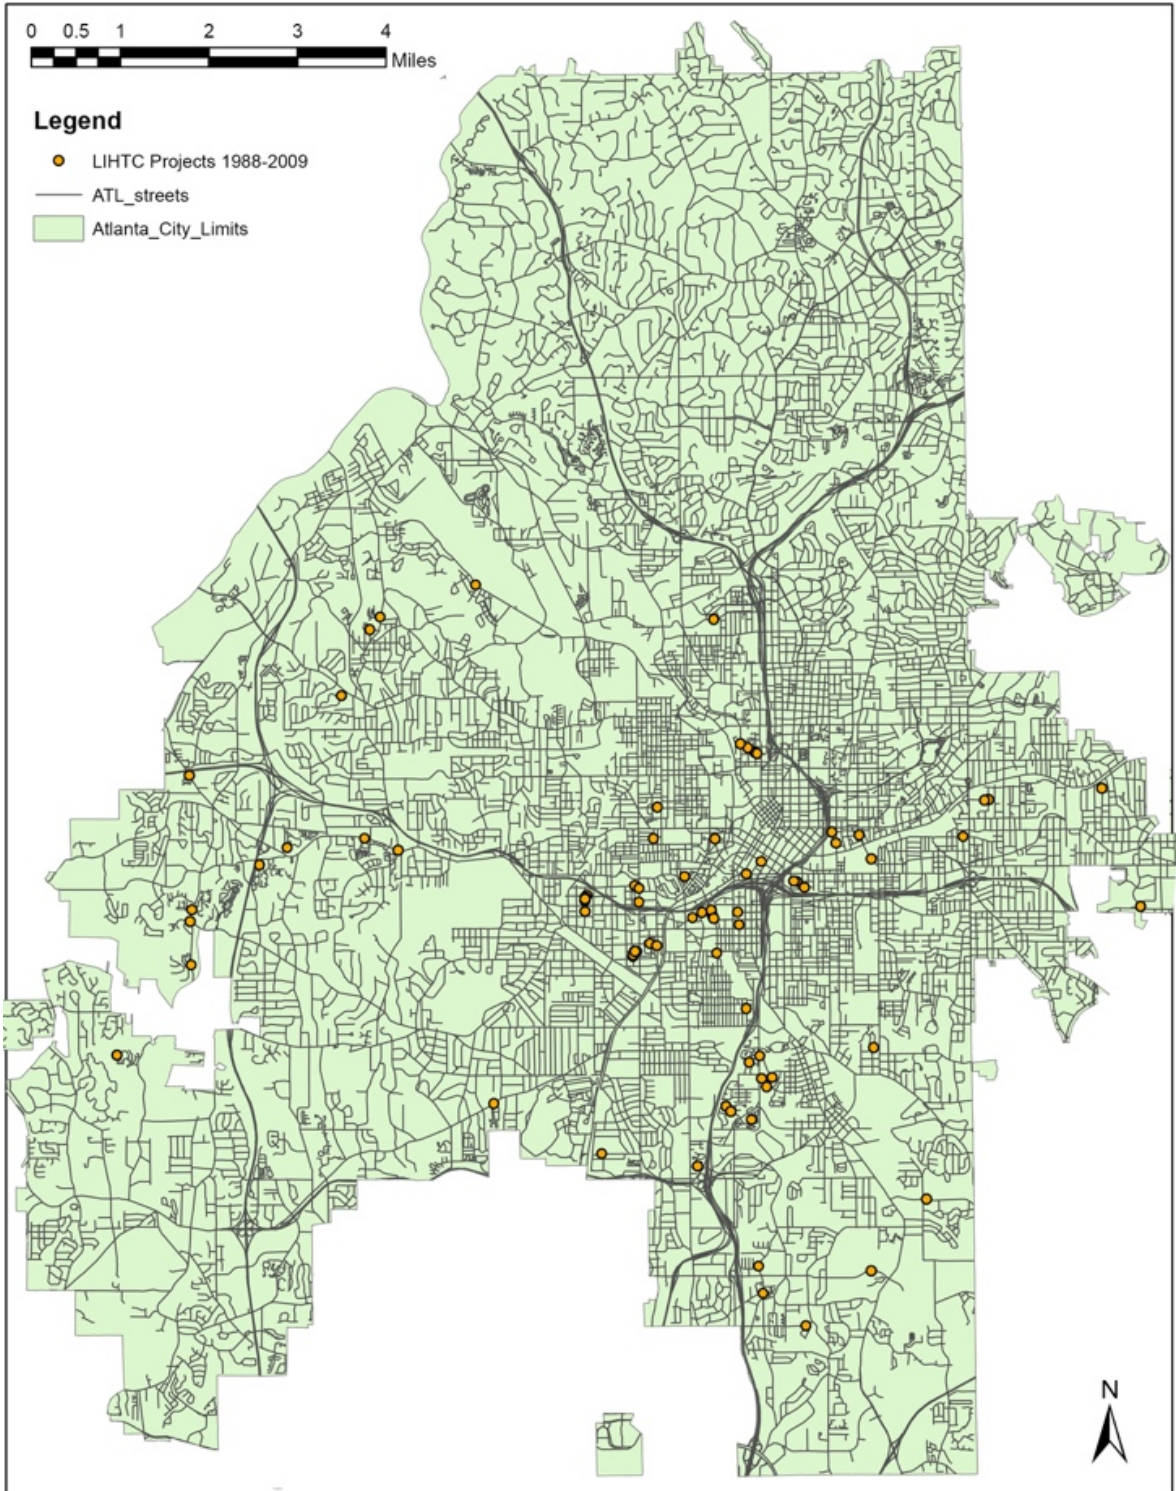 0 0.5 1 2 3 4
Miles
Legend
LIHTC Projects 1988-2009
ATL_streets
Atlanta_City_Limits
N